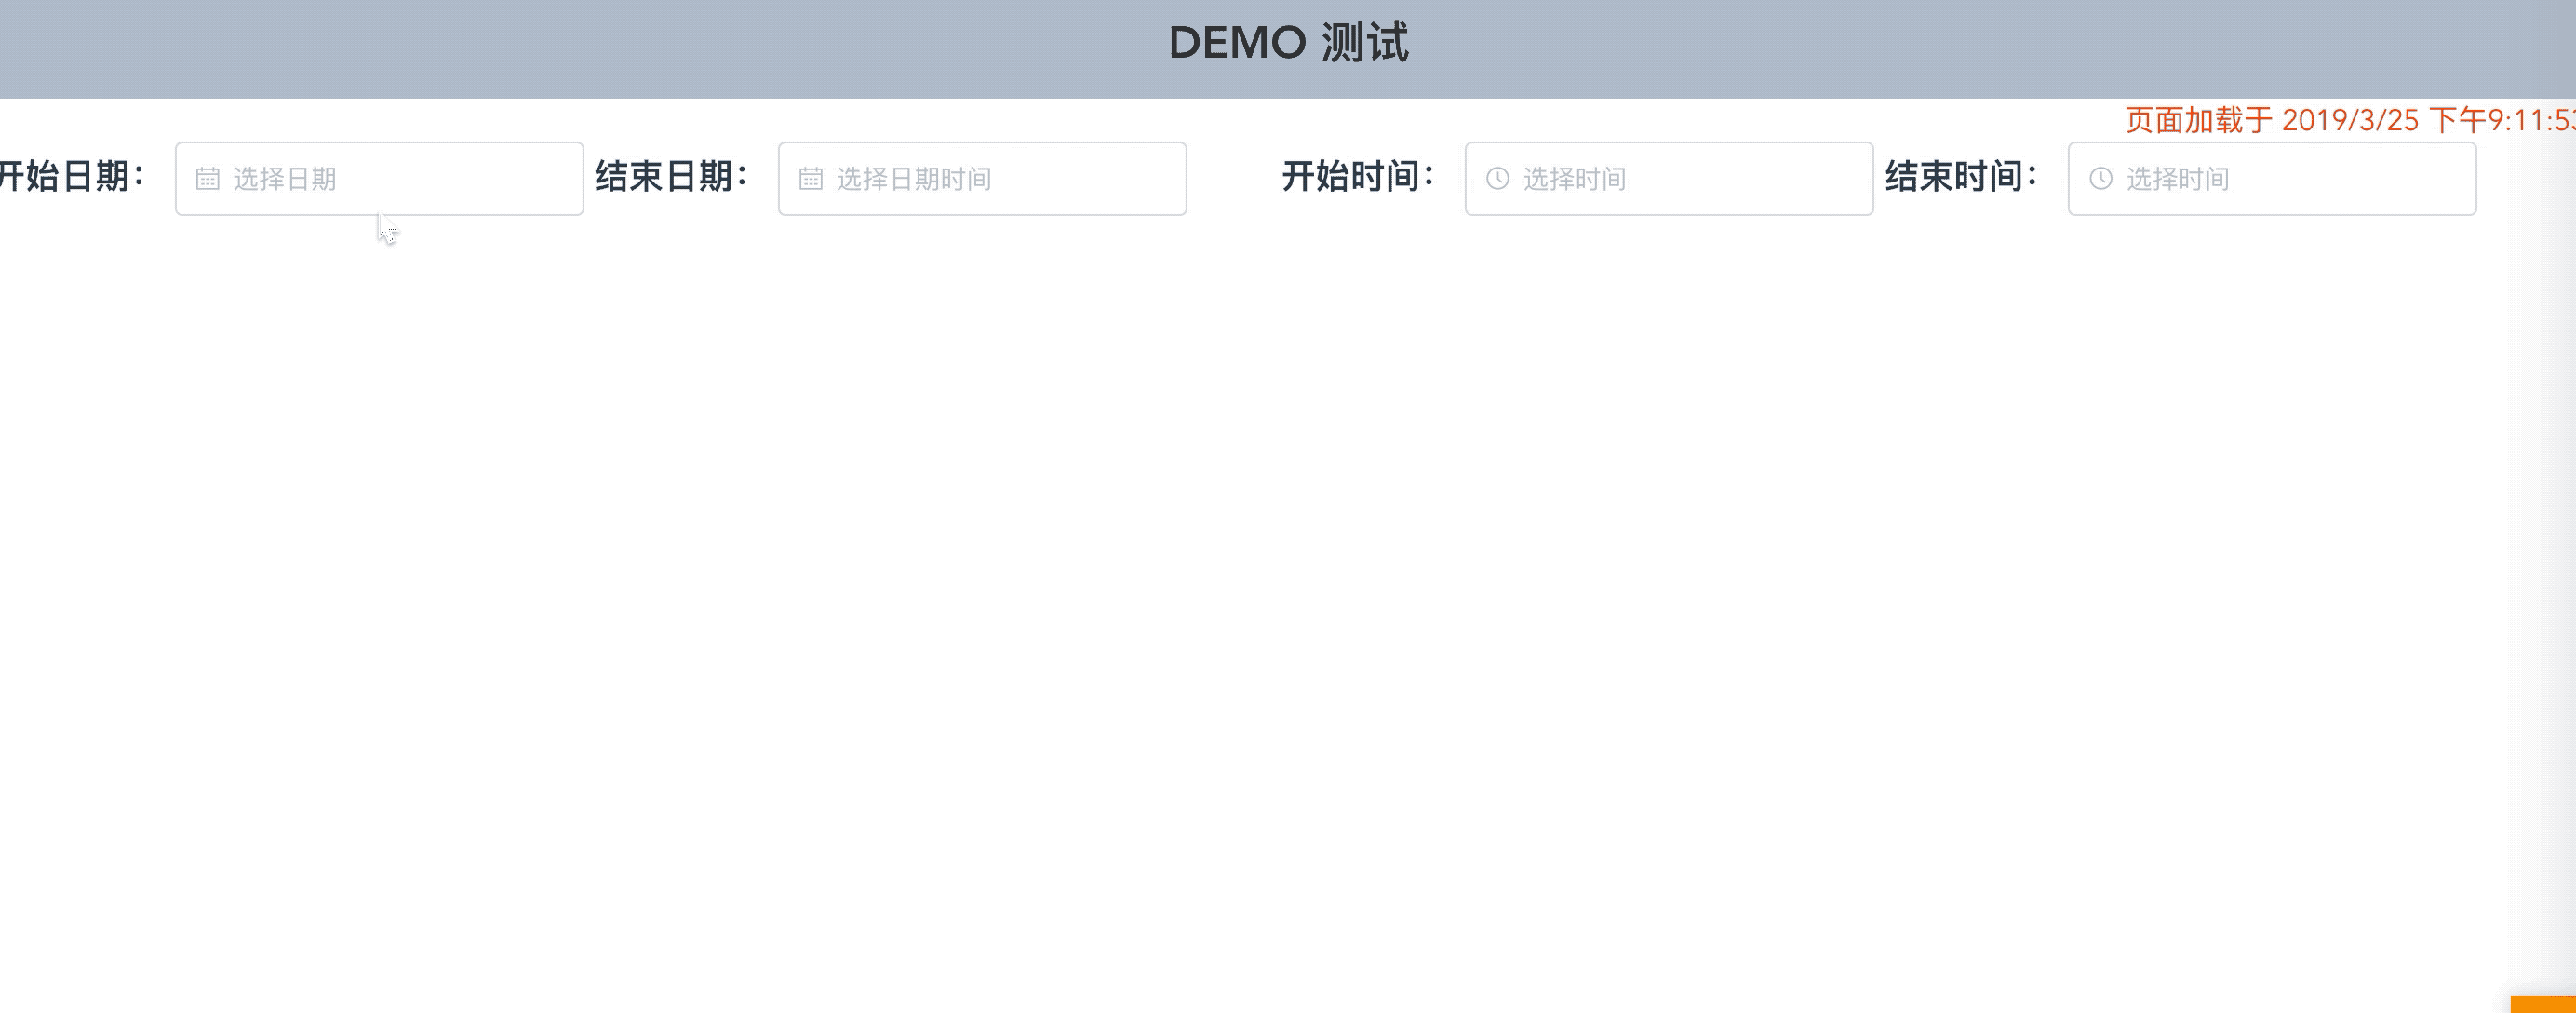 DEMO 测试
页面加载于 2019/3/25 下午9:11:53
开始日期： 选择日期 结束日期： 选择日期时间 开始时间： 选择时间 结束时间： 选择时间